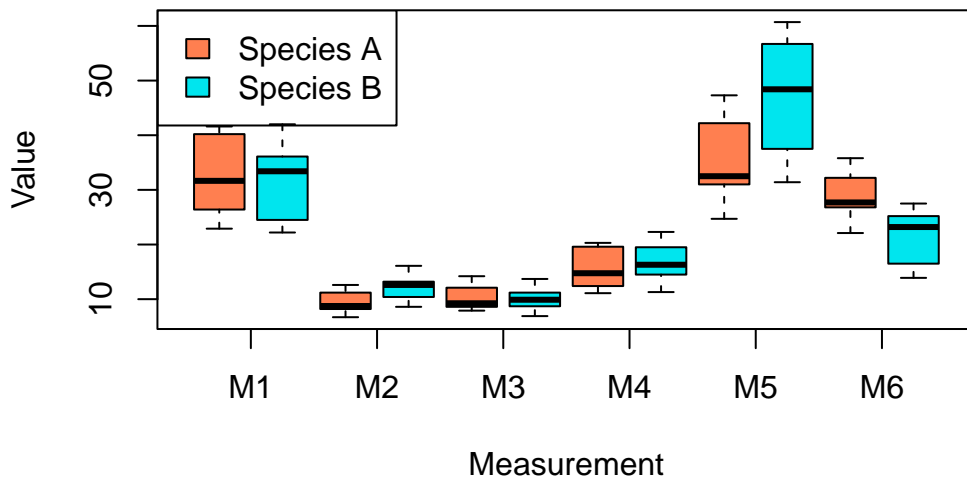 Species A
Species B
Value
50
30
10
M1 M2 M3 M4 M5 M6
Measurement